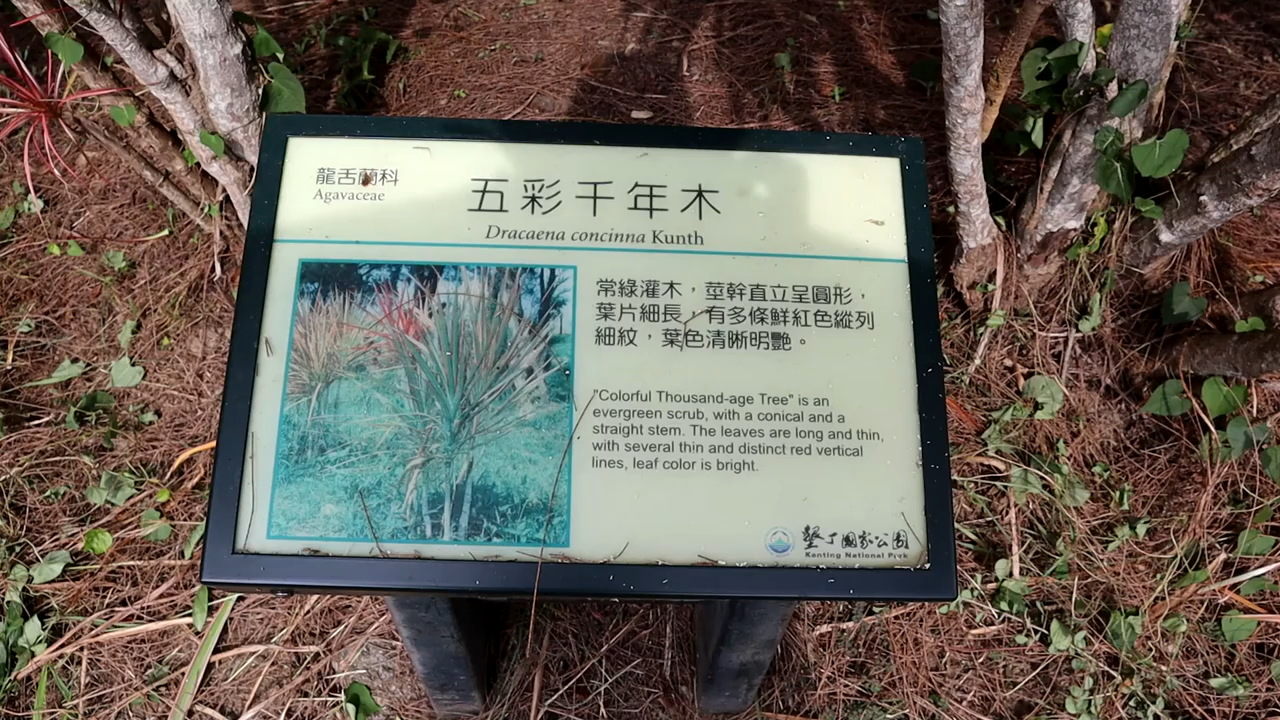 龍舌蘭科
Agavaceae
五彩千年木
Dracaena concinna Kunth
常綠灌木，莖幹直立呈圓形，
葉片細長，有多條鮮紅色縱列
細紋，葉色清晰明艷。
"Colorful Thousand-age Tree" is an
evergreen scrub, with a conical and a
straight stem. The leaves are long and thin,
with several thin and distinct red vertical
lines, leaf color is bright.
墾丁國家公園
Kenting National Park